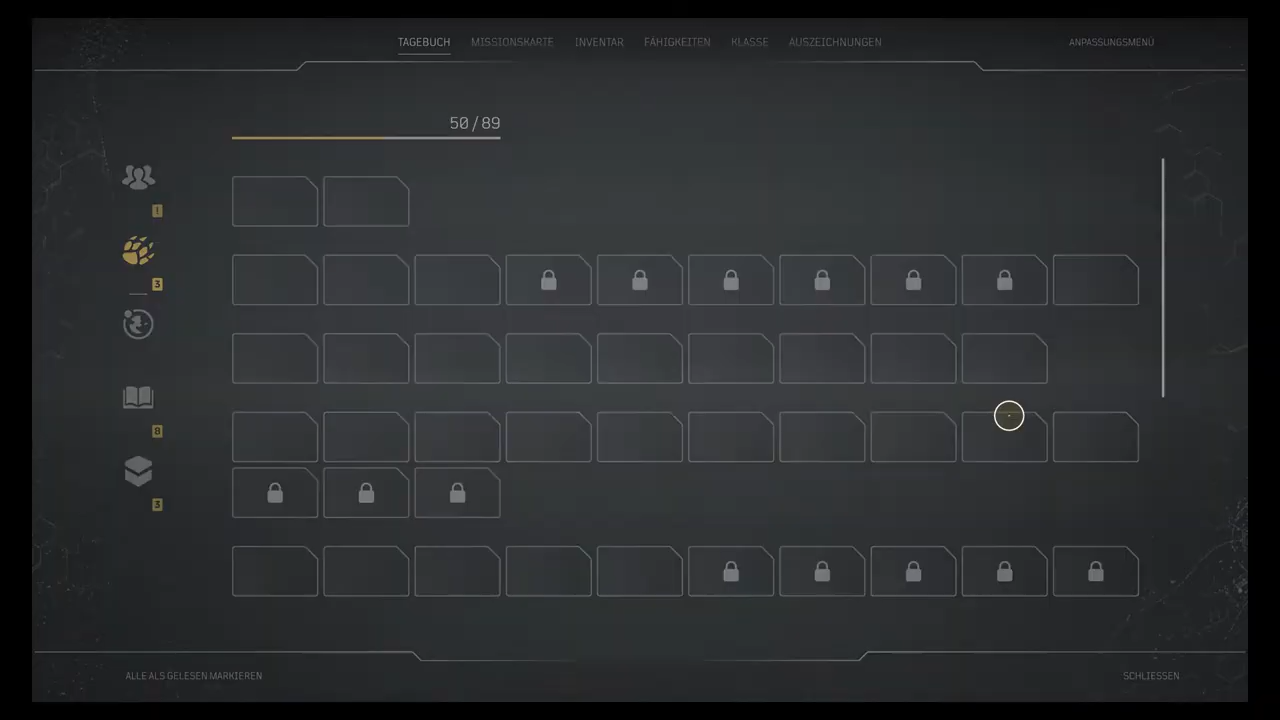 TAGEBUCH MISSIONSKARTE INVENTAR FÄHIGKEITEN KLASSE AUSZEICHNUNGEN ANPASSUNGSMENÜ
50 / 89
1
3
8
3
ALLE ALS GELESEN MARKIEREN SCHLIESSEN